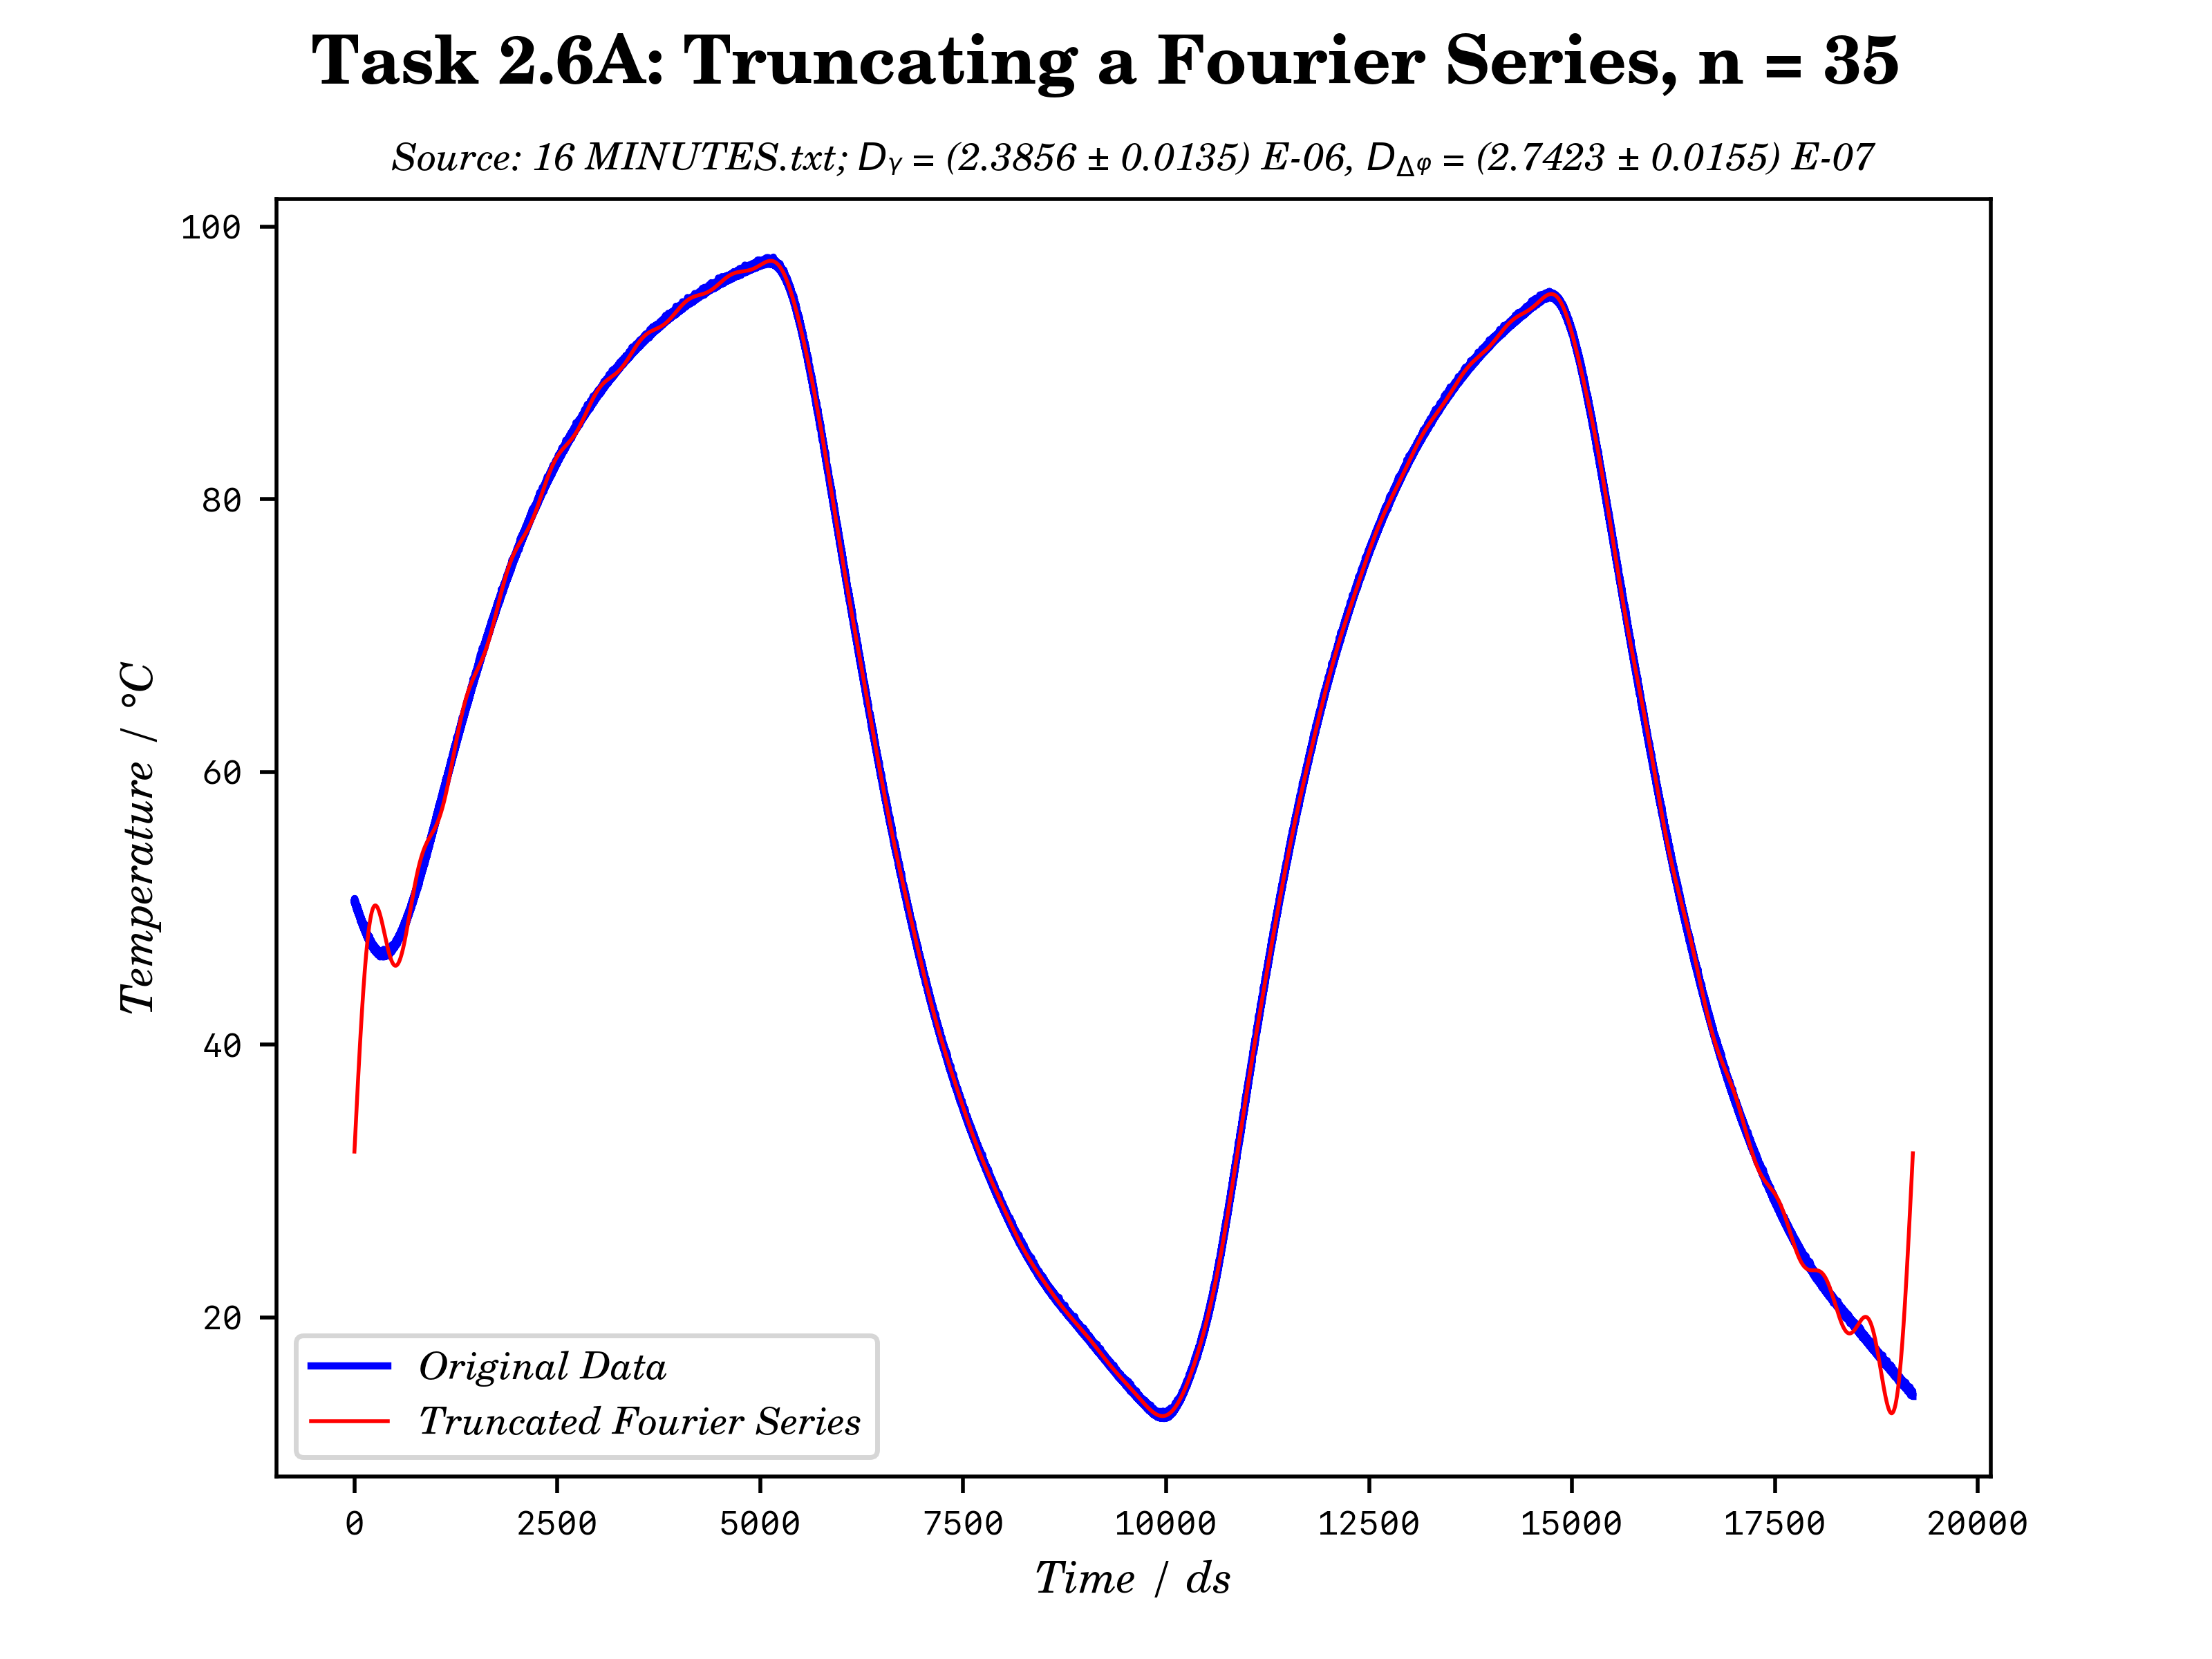 Task 2.6A: Truncating a Fourier Series, n = 35
Source: 16 MINUTES.txt; Dᵧ = (2.3856 ± 0.0135) E-06, D_Δφ = (2.7423 ± 0.0155) E-07
100
80
60
40
20
Temperature / °C
Original Data
Truncated Fourier Series
0 2500 5000 7500 10000 12500 15000 17500 20000
Time / ds